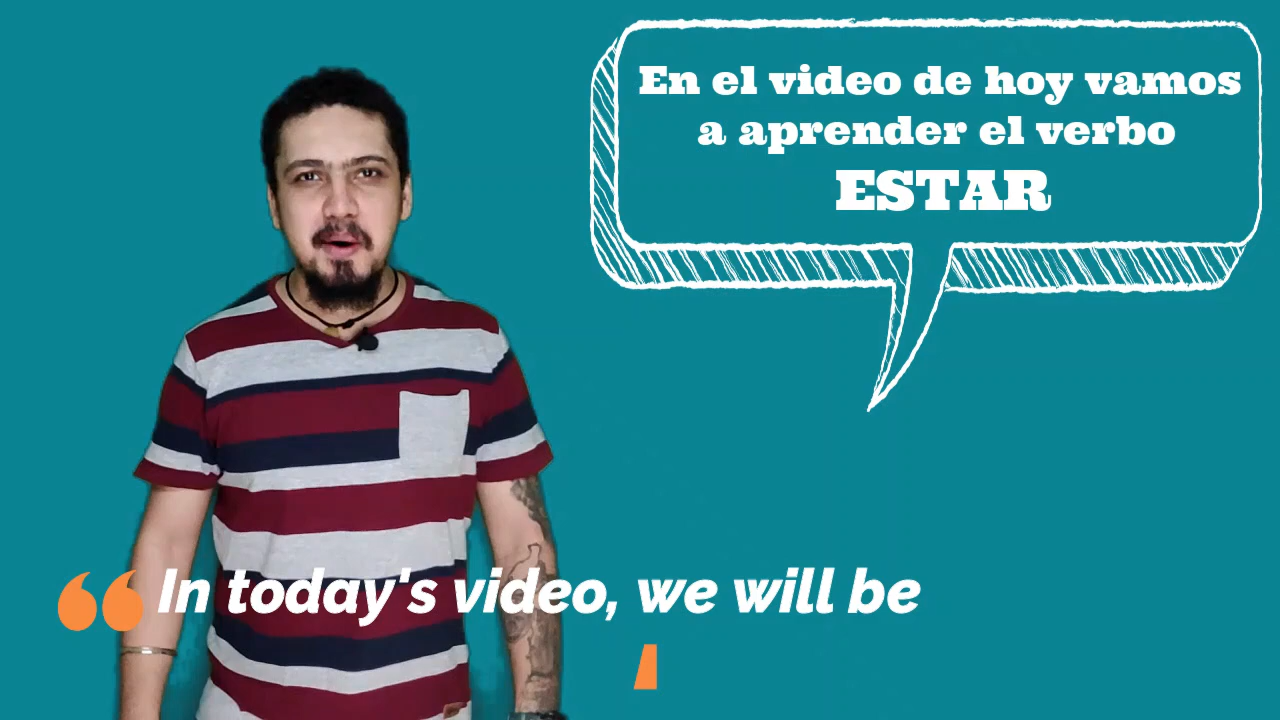 En el video de hoy vamos
a aprender el verbo
ESTAR
“In today's video, we will be